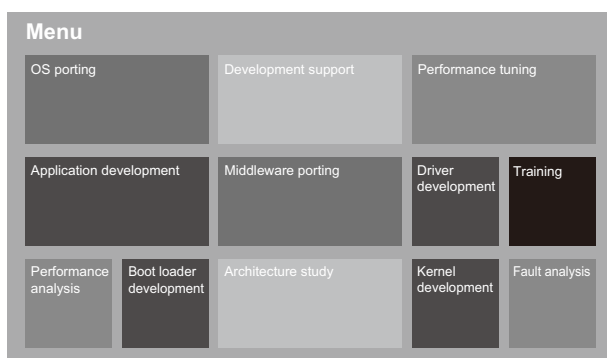 Menu
OS porting
Development support
Performance tuning
Application development
Middleware porting
Driver
development
Training
Performance
analysis
Boot loader
development
Architecture study
Kernel
development
Fault analysis